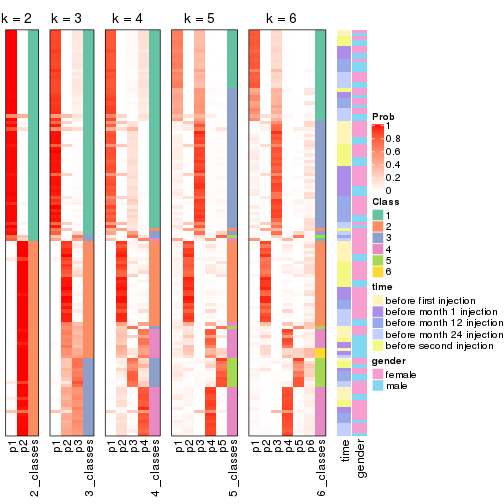 k = 2 k = 3 k = 4 k = 5 k = 6
Prob
1
0.8
0.6
0.4
0.2
0
Class
1
2
3
4
5
6
time
before first injection
before month 1 injection
before month 12 injection
before month 24 injection
before second injection
gender
female
male
p1 p2 2_classes p1 p2 p3 3_classes p1 p2 p3 p4 4_classes p1 p2 p3 p4 p5 5_classes p1 p2 p3 p4 p5 p6 6_classes time gender